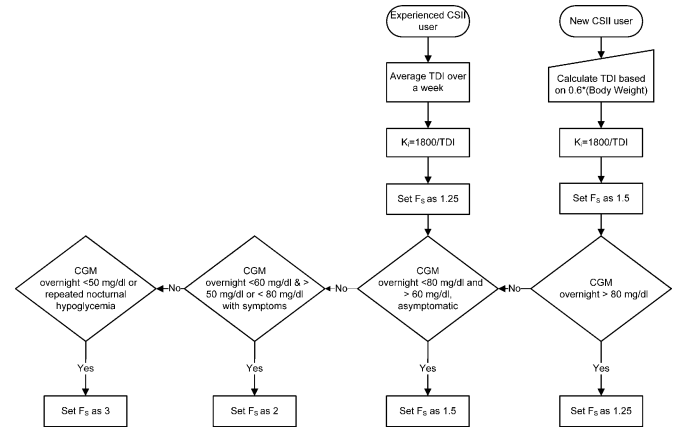 Experienced CSII
user
New CSII user
Average TDI over
a week
Calculate TDI based
on 0.6*(Body Weight)
Ki=1800/TDI
Ki=1800/TDI
Set FS as 1.25
Set FS as 1.5
CGM
overnight <50 mg/dl or
repeated nocturnal
hypoglycemia
No
CGM
overnight <60 mg/dl & >
50 mg/dl or < 80 mg/dl
with symptoms
No
CGM
overnight <80 mg/dl and
> 60 mg/dl,
asymptomatic
No
CGM
overnight > 80 mg/dl
Yes
Yes
Yes
Yes
Set FS as 3
Set FS as 2
Set FS as 1.5
Set FS as 1.25